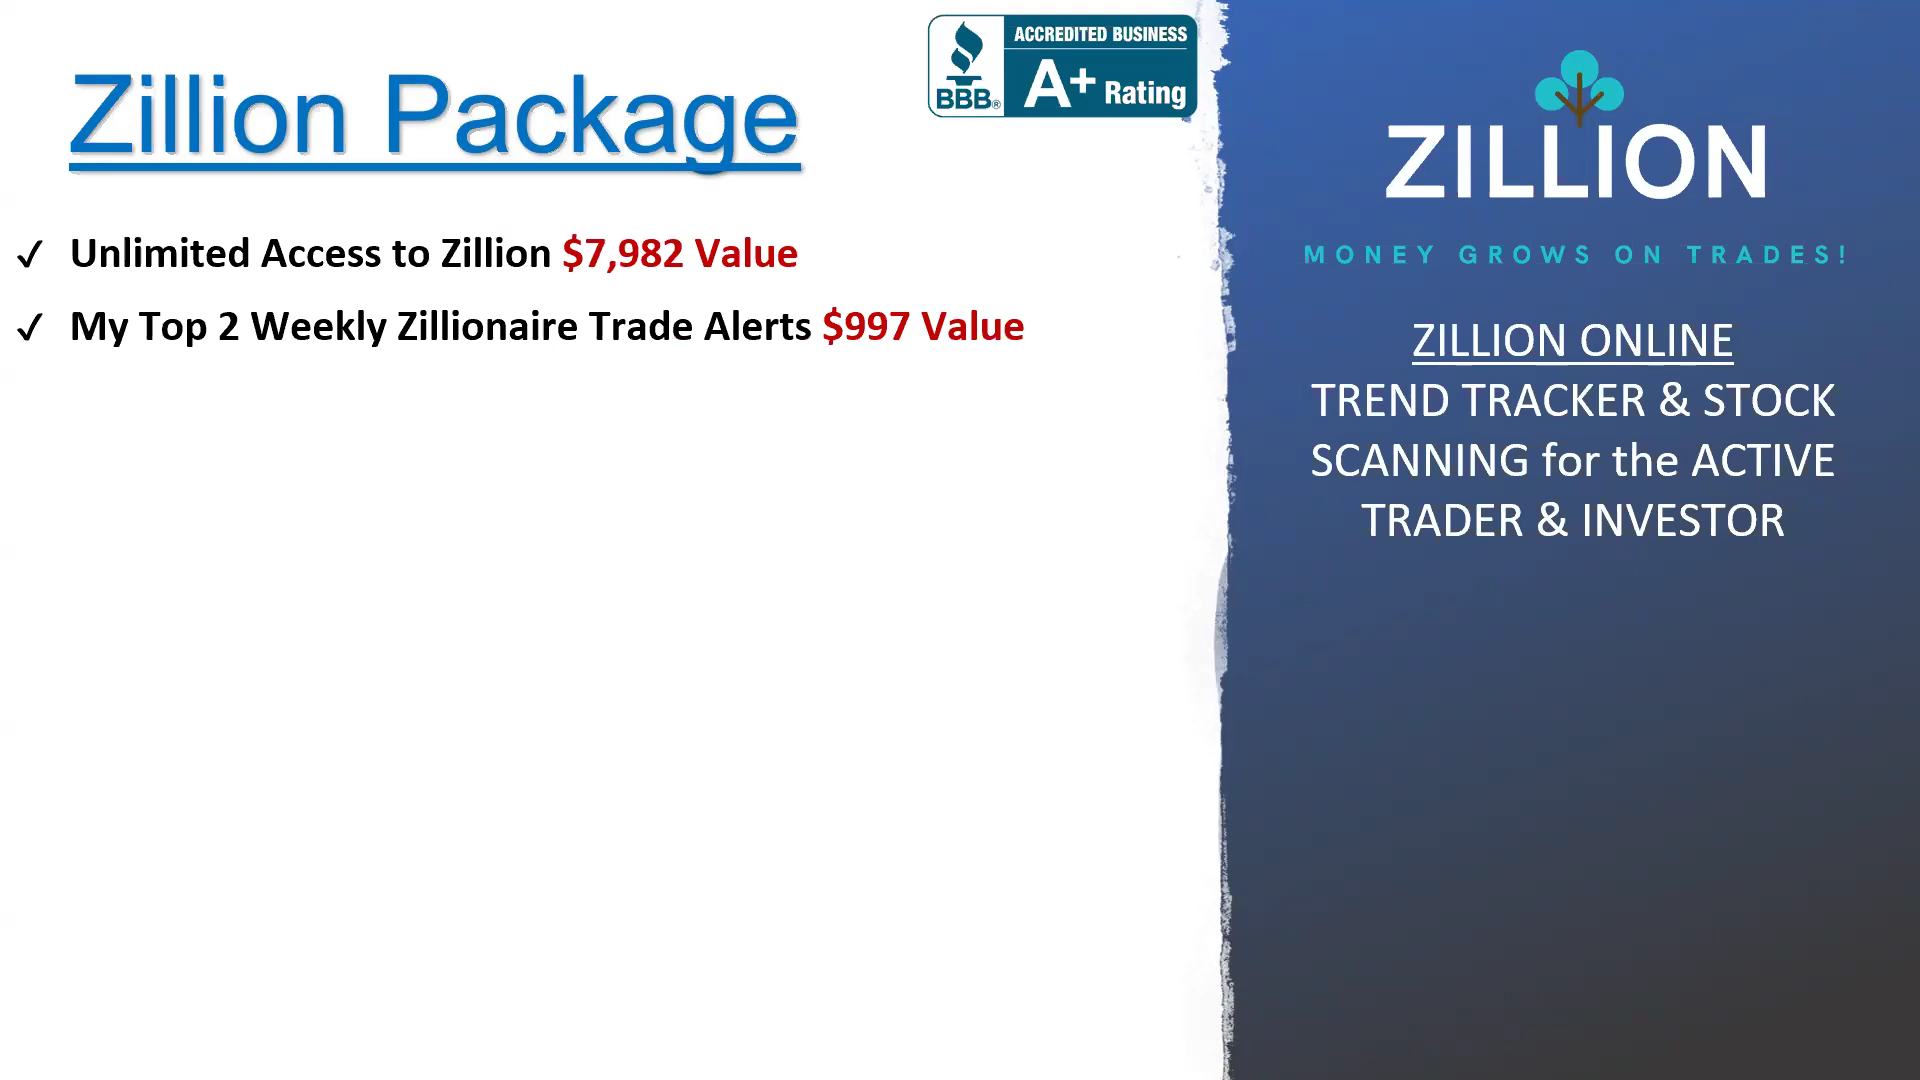 Zillion Package
BBB®
ACCREDITED BUSINESS
A+ Rating
✓ Unlimited Access to Zillion $7,982 Value
✓ My Top 2 Weekly Zillionaire Trade Alerts $997 Value
ZILLION
MONEY GROWS ON TRADES!
ZILLION ONLINE
TREND TRACKER & STOCK
SCANNING for the ACTIVE
TRADER & INVESTOR